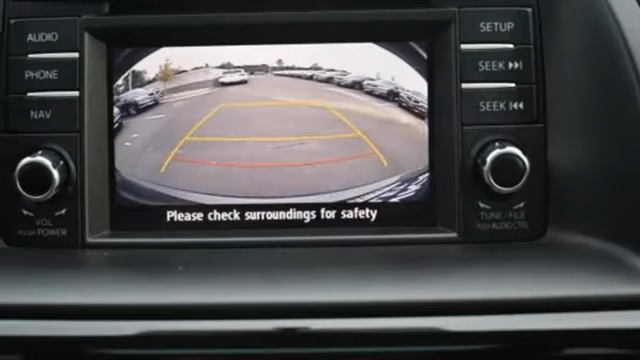 AUDIO
PHONE
NAV
VOL
PUSH POWER
Please check surroundings for safety
SETUP
SEEK
SEEK
TUNE/FILE
PUSH AUDIO CTRL